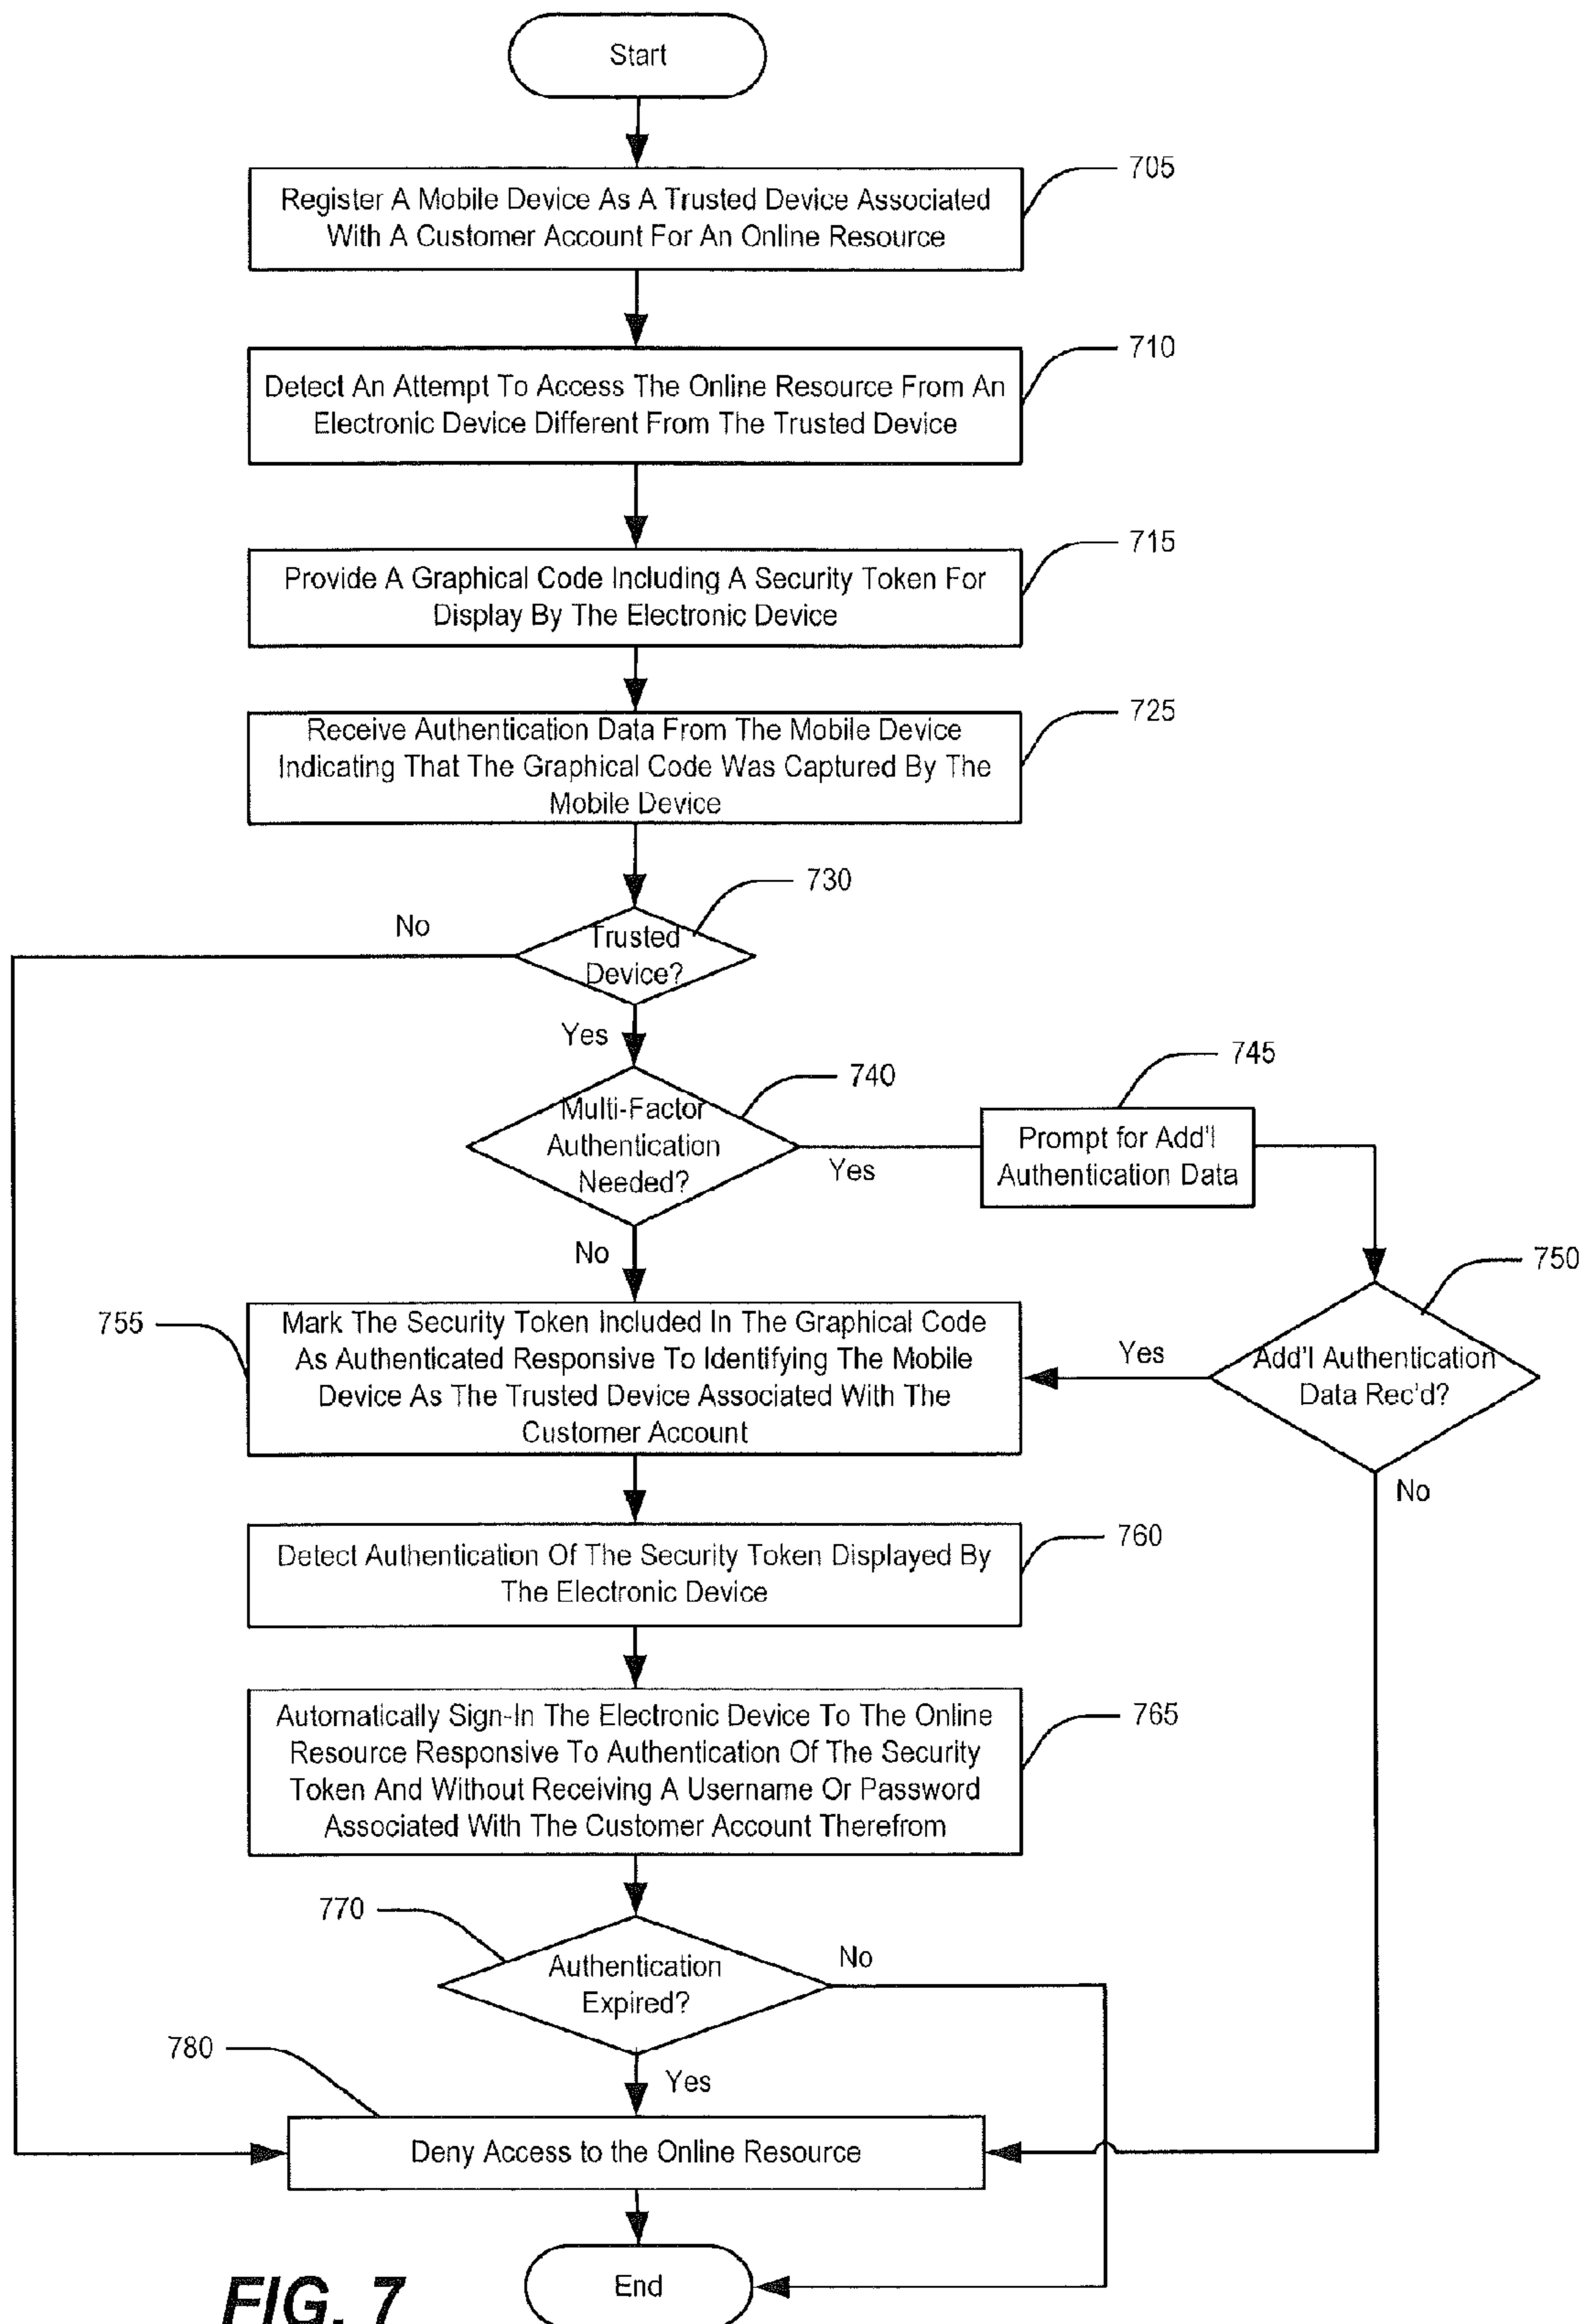 Start
705
Register A Mobile Device As A Trusted Device Associated
With A Customer Account For An Online Resource
710
Detect An Attempt To Access The Online Resource From An
Electronic Device Different From The Trusted Device
715
Provide A Graphical Code Including A Security Token For
Display By The Electronic Device
725
Receive Authentication Data From The Mobile Device
Indicating That The Graphical Code Was Captured By The
Mobile Device
730
No
Trusted
Device?
Yes
740
745
Multi-Factor
Authentication
Needed?
Yes
Prompt for Add'l
Authentication Data
No
750
755
Mark The Security Token Included In The Graphical Code
As Authenticated Responsive To Identifying The Mobile
Device As The Trusted Device Associated With The
Customer Account
Yes
Add'l Authentication
Data Rec'd?
No
760
Detect Authentication Of The Security Token Displayed By
The Electronic Device
765
Automatically Sign-In The Electronic Device To The Online
Resource Responsive To Authentication Of The Security
Token And Without Receiving A Username Or Password
Associated With The Customer Account Therefrom
770
Authentication
Expired?
No
780
Yes
Deny Access to the Online Resource
End
FIG. 7